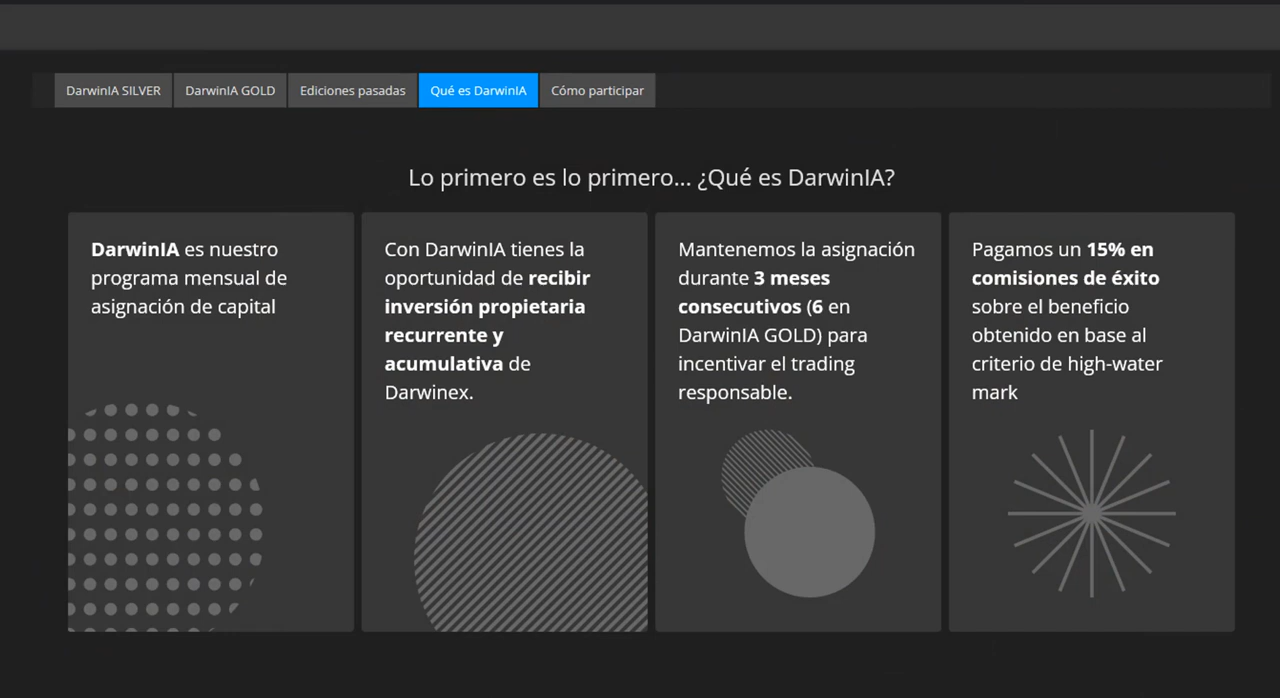 DarwinIA SILVER
DarwinIA GOLD
Ediciones pasadas
Qué es DarwinIA
Cómo participar
Lo primero es lo primero... ¿Qué es DarwinIA?
DarwinIA es nuestro
programa mensual de
asignación de capital
Con DarwinIA tienes la
oportunidad de recibir
inversión propietaria
recurrente y
acumulativa de
Darwinex.
Mantenemos la asignación
durante 3 meses
consecutivos (6 en
DarwinIA GOLD) para
incentivar el trading
responsable.
Pagamos un 15% en
comisiones de éxito
sobre el beneficio
obtenido en base al
criterio de high-water
mark